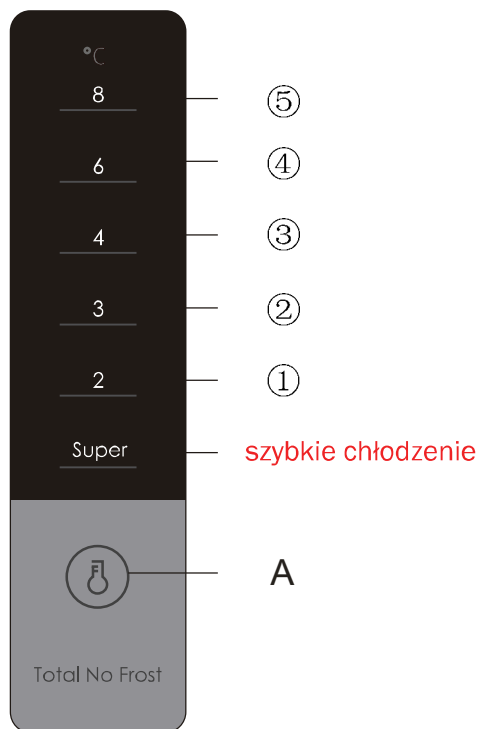 °C
8 ⑤
6 ④
4 ③
3 ②
2 ①
Super szybkie chłodzenie
A
Total No Frost